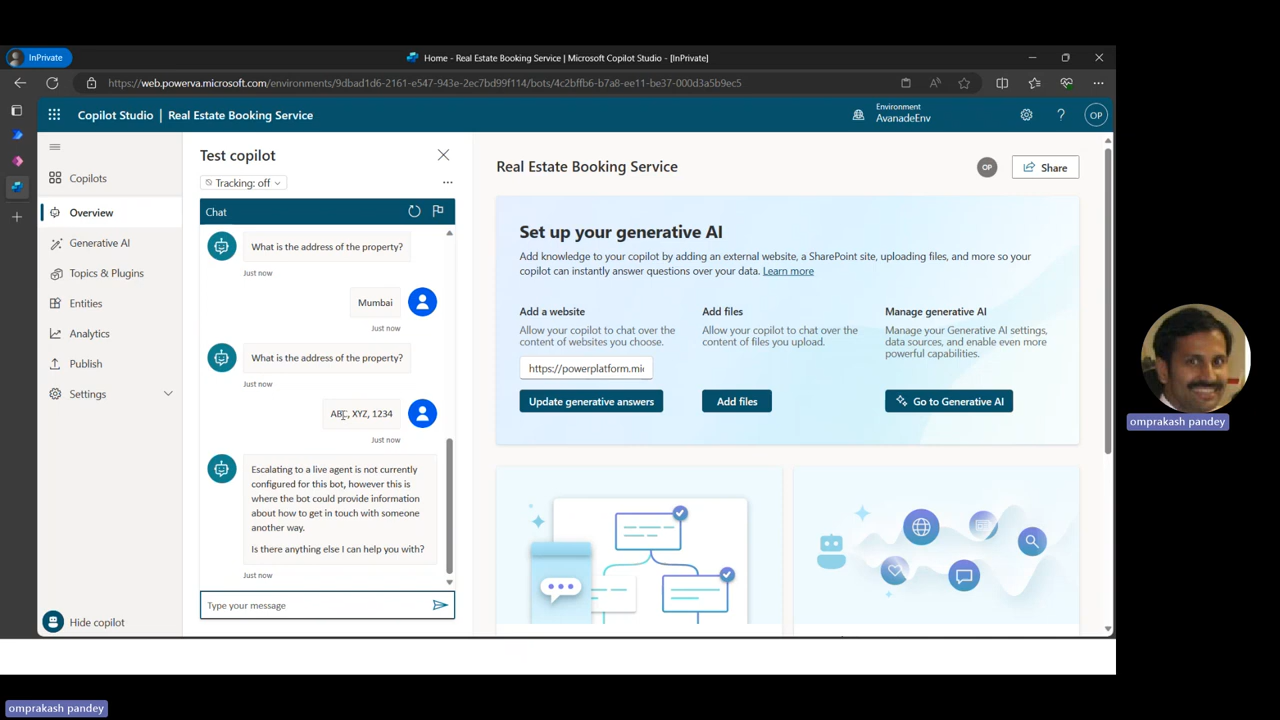 InPrivate
Home - Real Estate Booking Service | Microsoft Copilot Studio - [InPrivate]
https://web.powerva.microsoft.com/environments/9dbad1d6-2161-e547-943e-2ec7bd99f114/bots/4c2bffb6-b7a8-ee11-be37-000d3a5b9ec5
Copilot Studio | Real Estate Booking Service
Environment
AvanadeEnv
OP
Copilots
Overview
Generative AI
Topics & Plugins
Entities
Analytics
Publish
Settings
Hide copilot
Test copilot
Tracking: off
Chat
What is the address of the property?
Just now
Mumbai
Just now
What is the address of the property?
Just now
ABC, XYZ, 1234
Just now
Escalating to a live agent is not currently
configured for this bot, however this is
where the bot could provide information
about how to get in touch with someone
another way.
Is there anything else I can help you with?
Just now
Type your message
Real Estate Booking Service
OP
Share
Set up your generative AI
Add knowledge to your copilot by adding an external website, a SharePoint site, uploading files, and more so your
copilot can instantly answer questions over your data. Learn more
Add a website
Allow your copilot to chat over the
content of websites you choose.
https://powerplatform.mi
Update generative answers
Add files
Allow your copilot to chat over the
content of files you upload.
Add files
Manage generative AI
Manage your Generative AI settings,
data sources, and enable even more
powerful capabilities.
Go to Generative AI
omprakash pandey
omprakash pandey